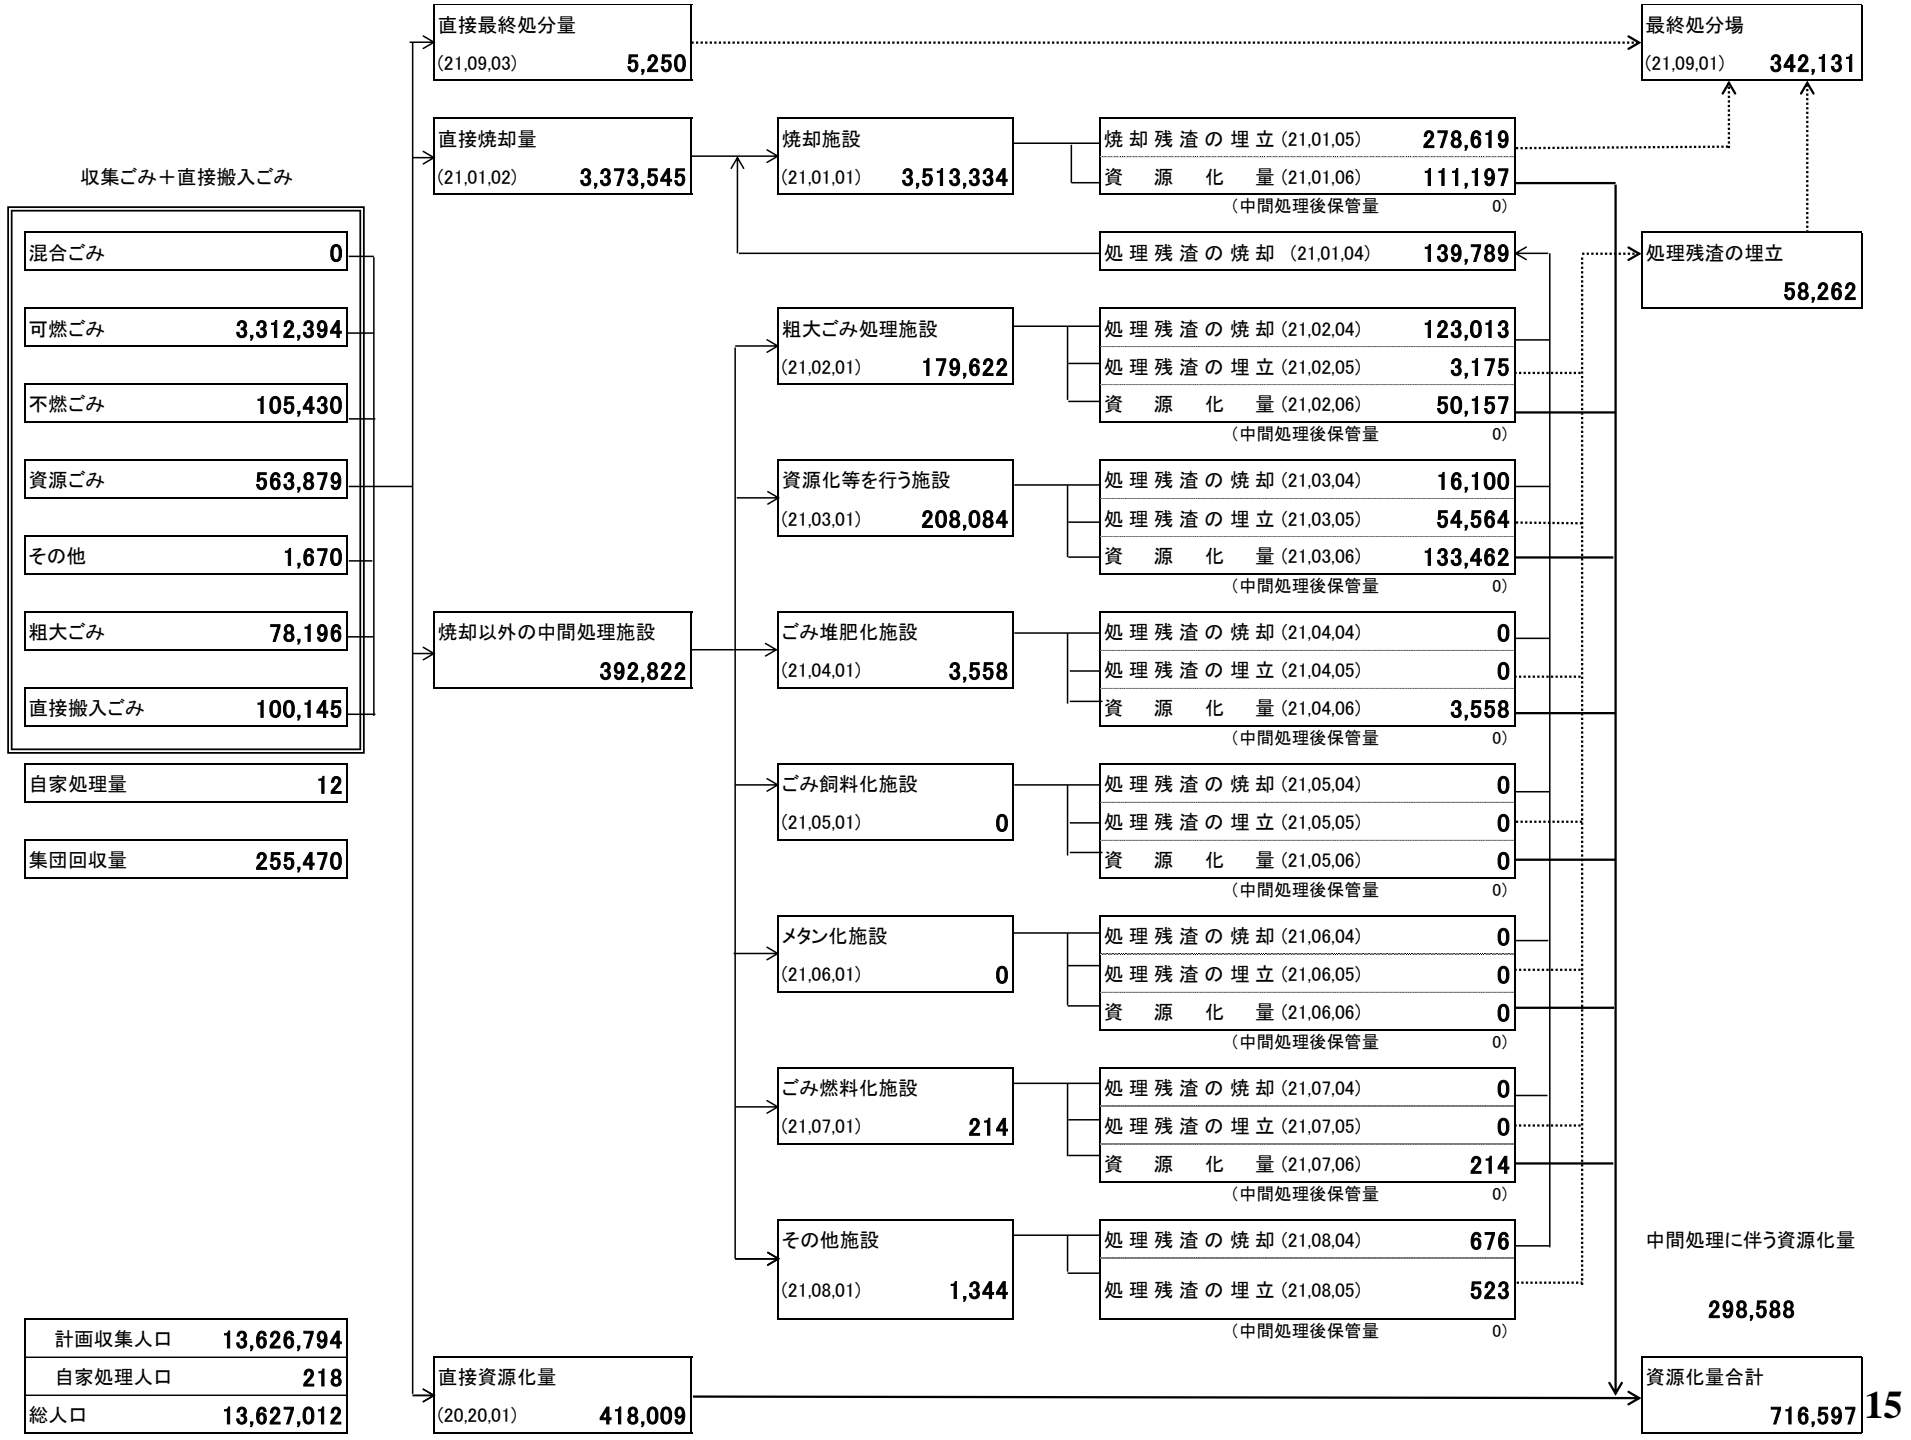 収集ごみ＋直接搬入ごみ
混合ごみ 0
可燃ごみ 3,312,394
不燃ごみ 105,430
資源ごみ 563,879
その他 1,670
粗大ごみ 78,196
直接搬入ごみ 100,145
自家処理量 12
集団回収量 255,470
計画収集人口 13,626,794
自家処理人口 218
総人口 13,627,012
直接最終処分量
(21,09,03) 5,250
直接焼却量
(21,01,02) 3,373,545
焼却以外の中間処理施設
392,822
直接資源化量
(20,20,01) 418,009
焼却施設
(21,01,01) 3,513,334
粗大ごみ処理施設
(21,02,01) 179,622
資源化等を行う施設
(21,03,01) 208,084
ごみ堆肥化施設
(21,04,01) 3,558
ごみ飼料化施設
(21,05,01) 0
メタン化施設
(21,06,01) 0
ごみ燃料化施設
(21,07,01) 214
その他施設
(21,08,01) 1,344
焼却残渣の埋立(21,01,05) 278,619
資源化量(21,01,06) 111,197
（中間処理後保管量 0）
処理残渣の焼却 (21,01,04) 139,789
処理残渣の焼却(21,02,04) 123,013
処理残渣の埋立(21,02,05) 3,175
資源化量(21,02,06) 50,157
（中間処理後保管量 0）
処理残渣の焼却(21,03,04) 16,100
処理残渣の埋立(21,03,05) 54,564
資源化量(21,03,06) 133,462
（中間処理後保管量 0）
処理残渣の焼却(21,04,04) 0
処理残渣の埋立(21,04,05) 0
資源化量(21,04,06) 3,558
（中間処理後保管量 0）
処理残渣の焼却(21,05,04) 0
処理残渣の埋立(21,05,05) 0
資源化量(21,05,06) 0
（中間処理後保管量 0）
処理残渣の焼却(21,06,04) 0
処理残渣の埋立(21,06,05) 0
資源化量(21,06,06) 0
（中間処理後保管量 0）
処理残渣の焼却(21,07,04) 0
処理残渣の埋立(21,07,05) 0
資源化量(21,07,06) 214
（中間処理後保管量 0）
処理残渣の焼却(21,08,04) 676
処理残渣の埋立(21,08,05) 523
（中間処理後保管量 0）
最終処分場
(21,09,01) 342,131
処理残渣の埋立
58,262
中間処理に伴う資源化量
298,588
資源化量合計
716,597
15